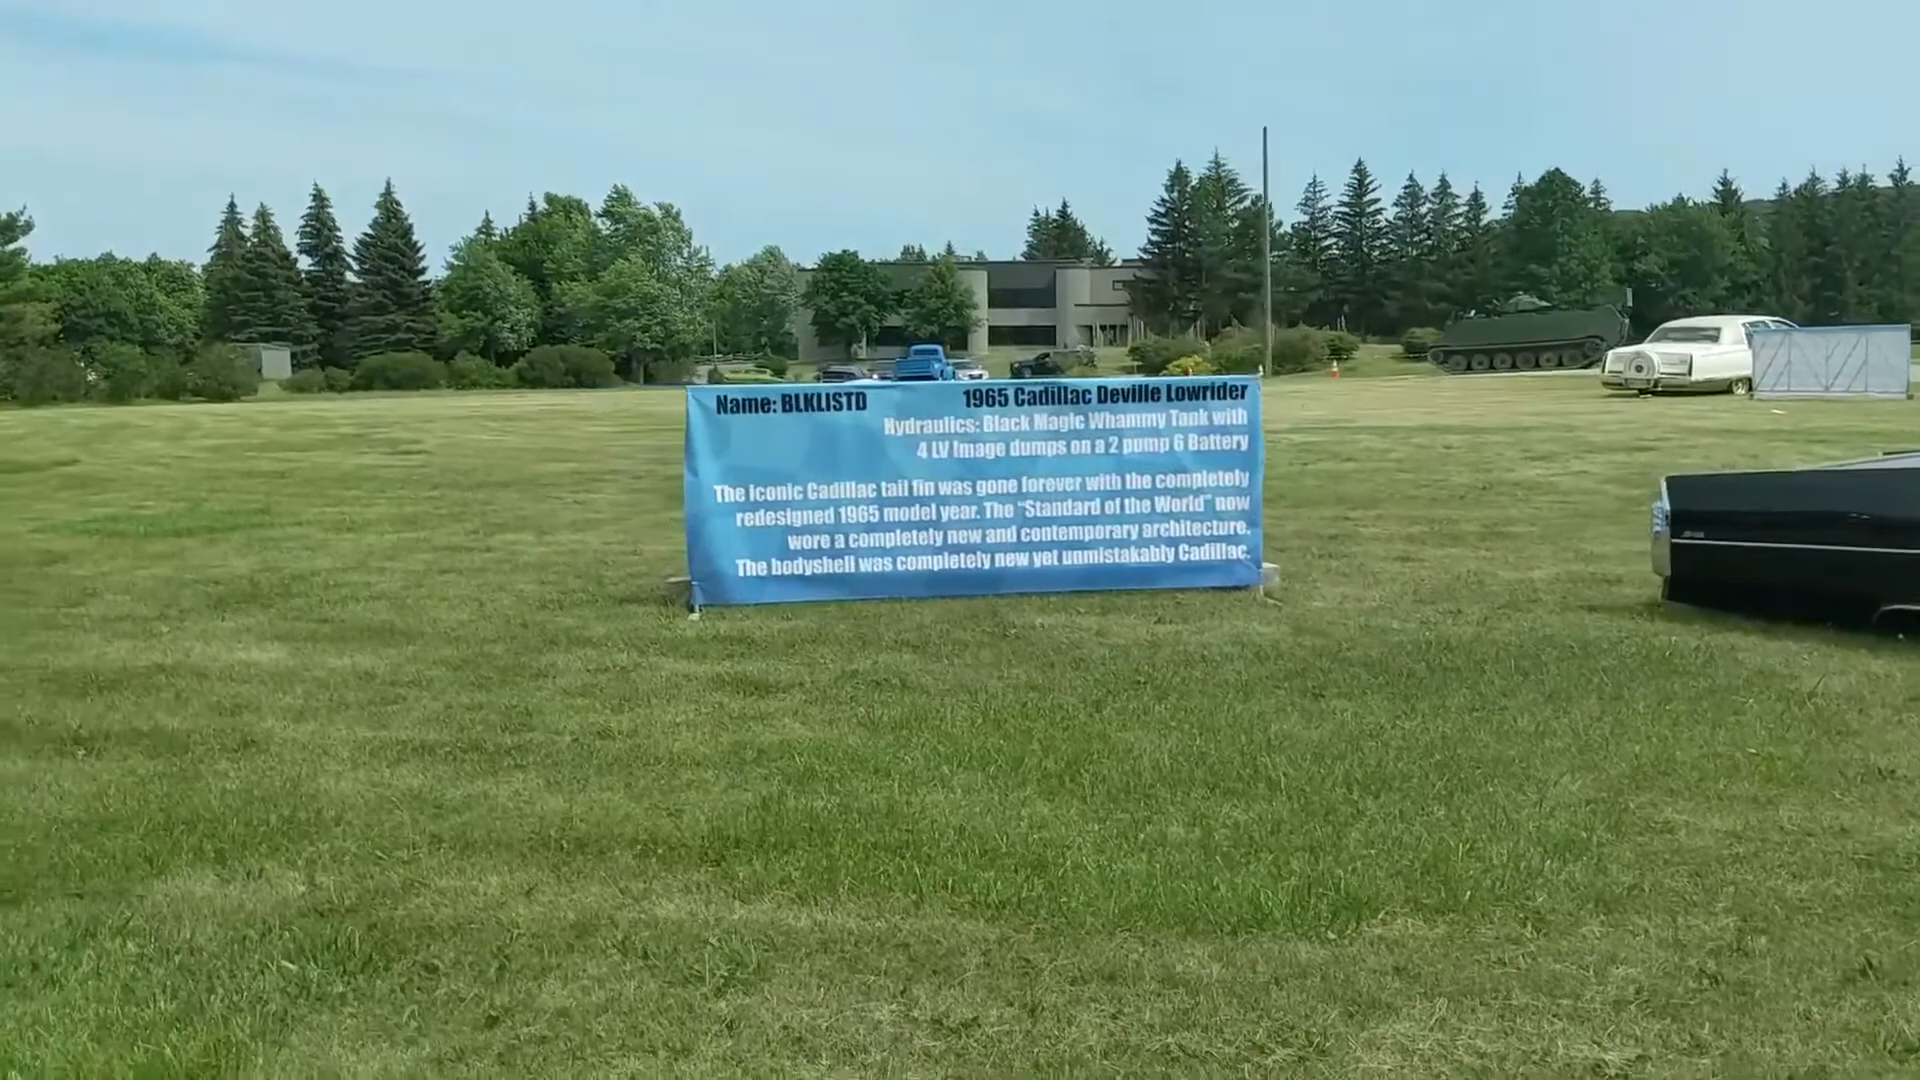 Name: BLKLISTD 1965 Cadillac Deville Lowrider
Hydraulics: Black Magic Whammy Tank with
4 LV Image dumps on a 2 pump 6 Battery
The iconic Cadillac tail fin was gone forever with the completely
redesigned 1965 model year. The "Standard of the World" now
wore a completely new and contemporary architecture.
The bodyshell was completely new yet unmistakably Cadillac.